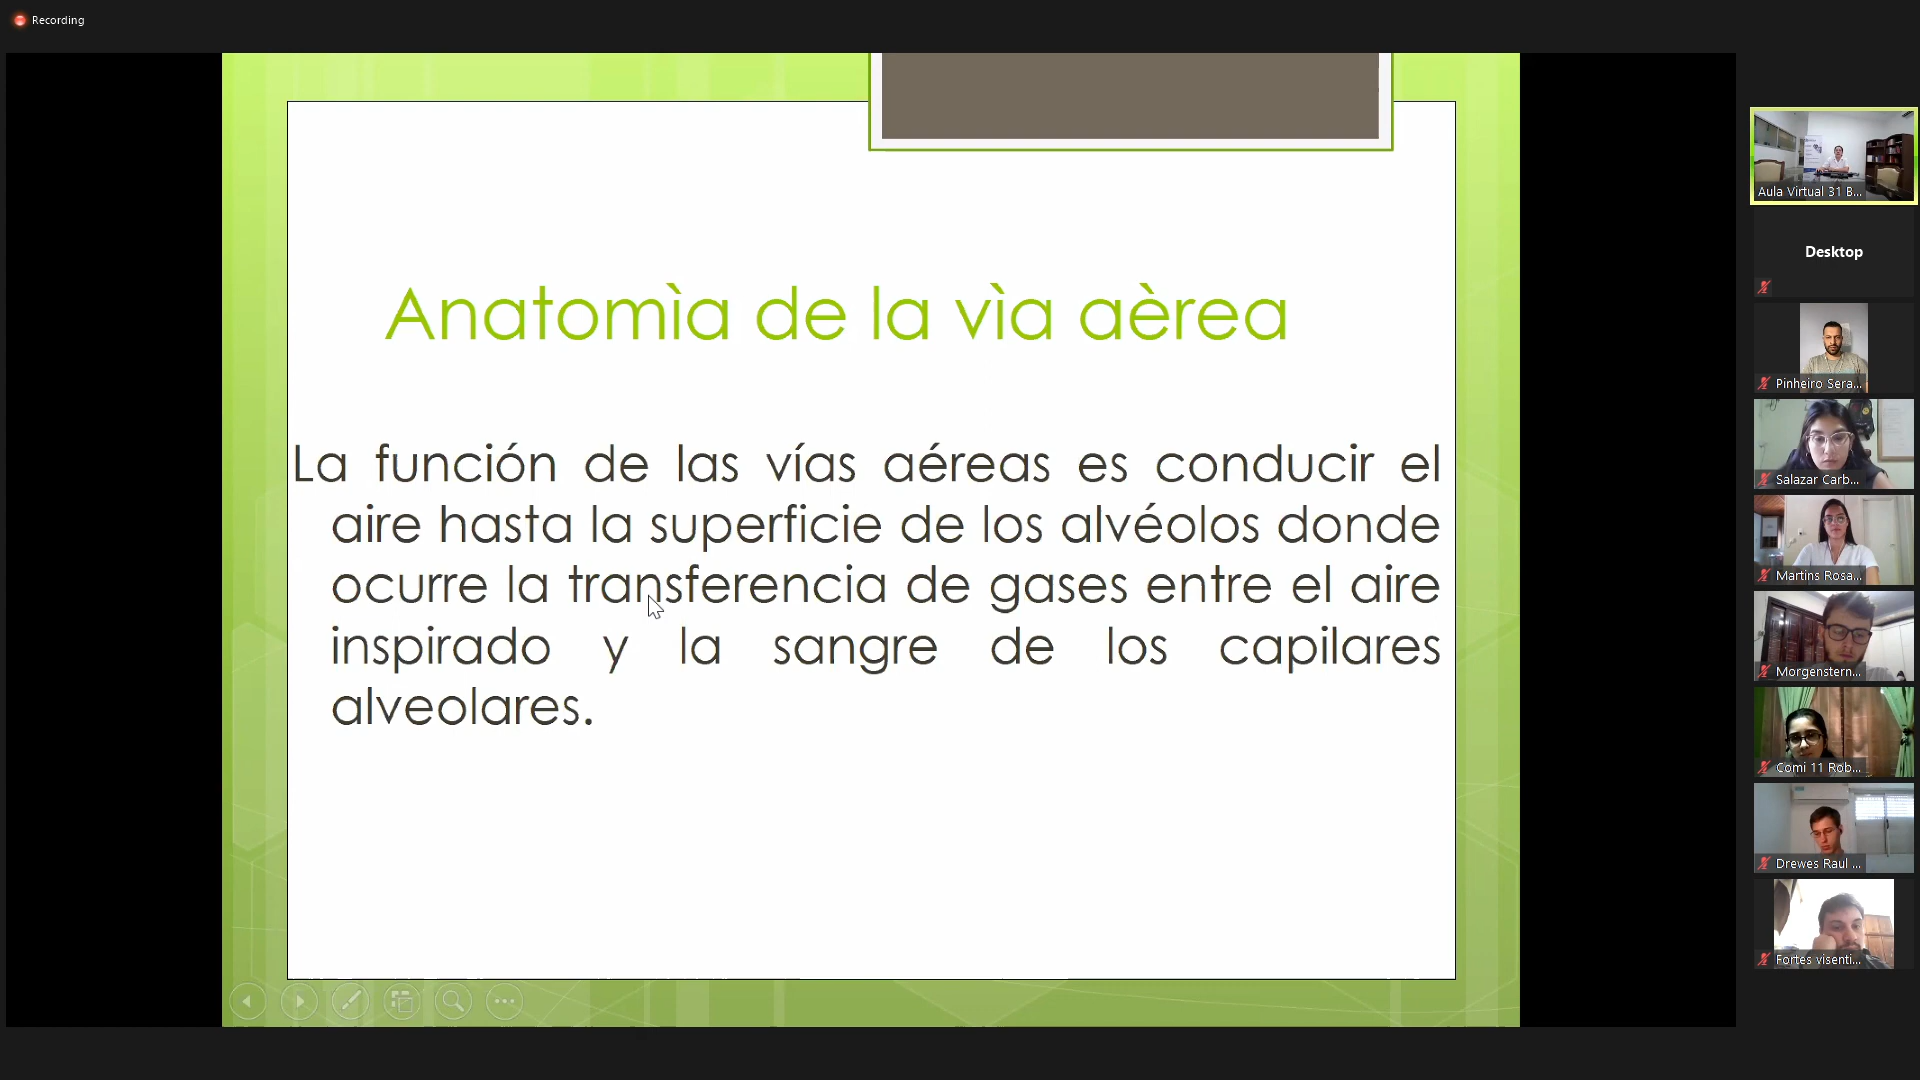 Recording
Anatomìa de la vìa aèrea
La función de las vías aéreas es conducir el
aire hasta la superficie de los alvéolos donde
ocurre la transferencia de gases entre el aire
inspirado y la sangre de los capilares
alveolares.
Aula Virtual 31 B...
Desktop
Pinheiro Sera...
Salazar Carb...
Martins Rosa...
Morgenstern...
Comi 11 Rob...
Drewes Raul ...
Fortes visenti...